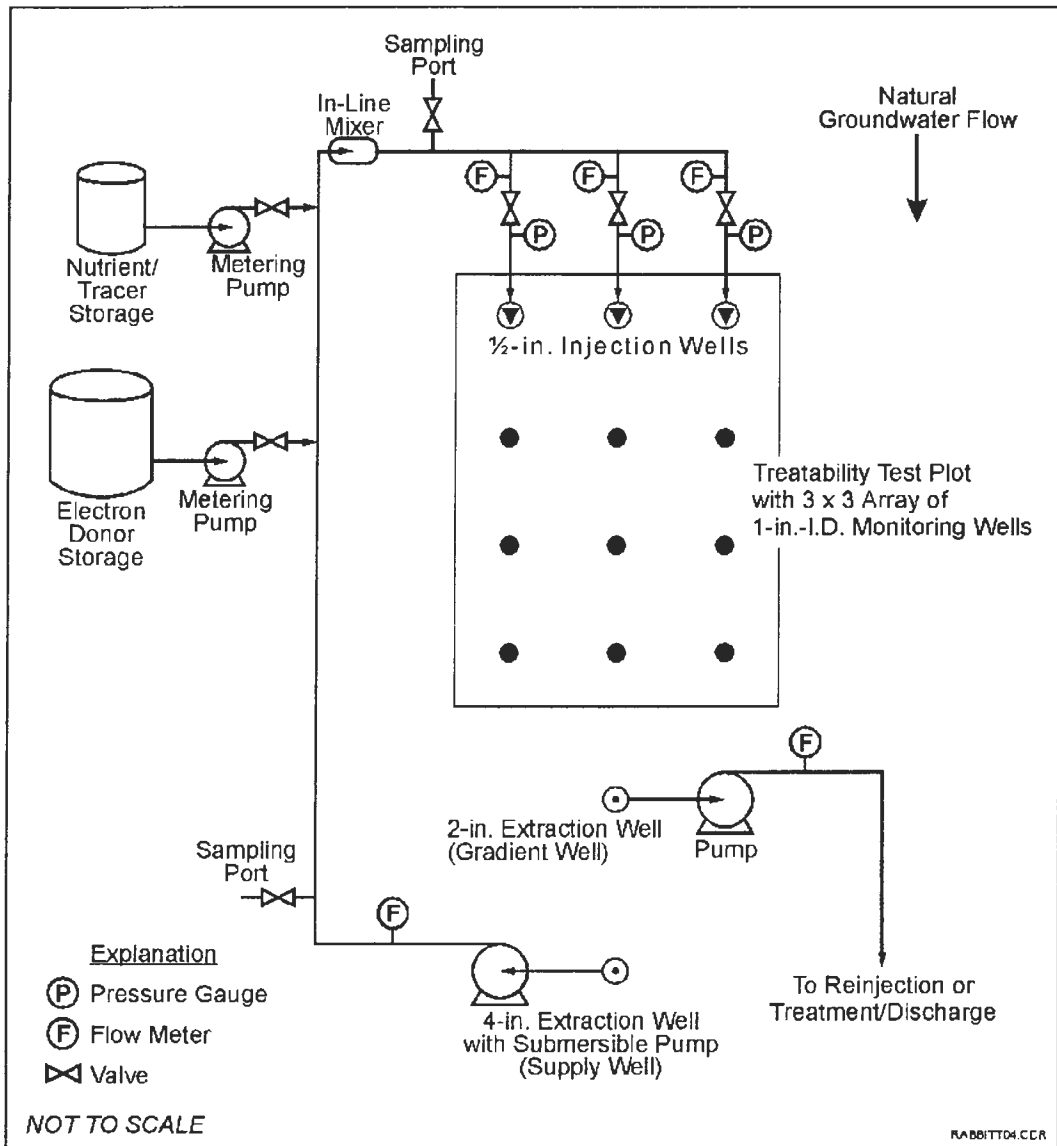 Sampling
Port
In-Line
Mixer
Natural
Groundwater Flow
F
F
F
P
P
P
Nutrient/
Tracer
Storage
Metering
Pump
½-in. Injection Wells
Electron
Donor
Storage
Metering
Pump
Treatability Test Plot
with 3 x 3 Array of
1-in.-I.D. Monitoring Wells
F
2-in. Extraction Well
(Gradient Well)
Pump
Sampling
Port
F
To Reinjection or
Treatment/Discharge
4-in. Extraction Well
with Submersible Pump
(Supply Well)
Explanation
P Pressure Gauge
F Flow Meter
Valve
NOT TO SCALE
RABBITT04.CDR